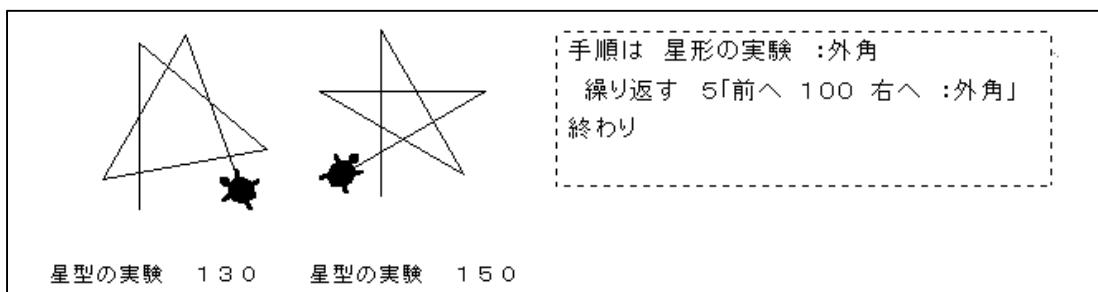 手順は 星形の実験 :外角
繰り返す 5「前へ 100 右へ :外角」
終わり
星型の実験 130 星型の実験 150